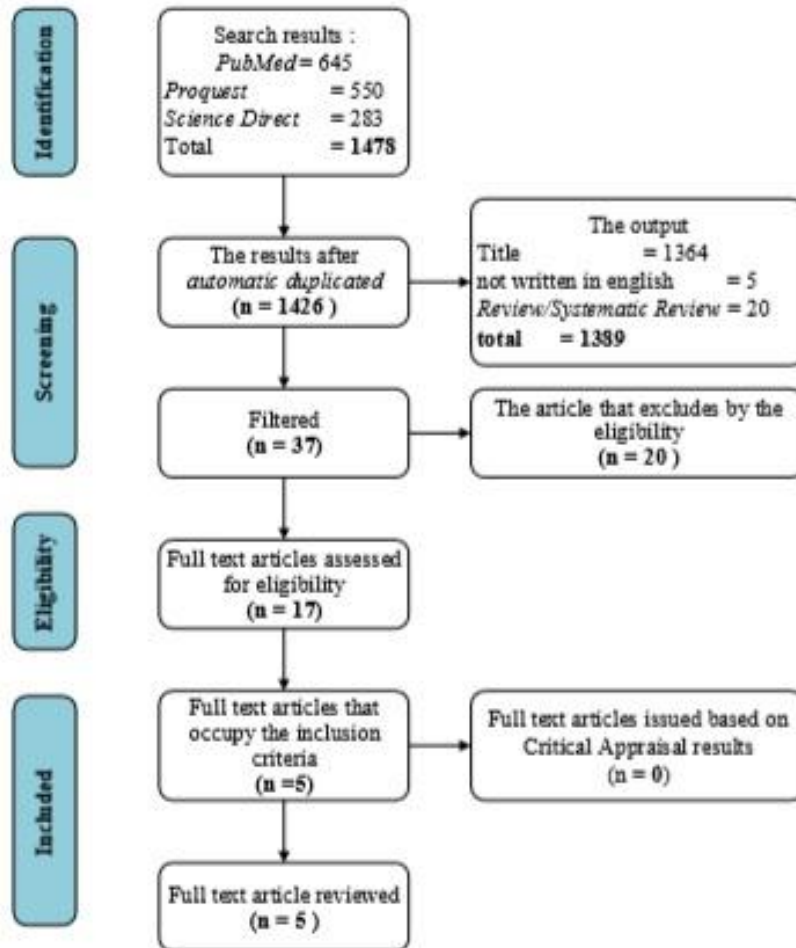 Identification
Search results :
PubMed = 645
Proquest = 550
Science Direct = 283
Total = 1478
Screening
The results after
automatic duplicated
(n = 1426 )
The output
Title = 1364
not written in english = 5
Review/Systematic Review = 20
total = 1389
Filtered
(n = 37)
The article that excludes by the
eligibility
(n = 20 )
Eligibility
Full text articles assessed
for eligibility
(n = 17)
Included
Full text articles that
occupy the inclusion
criteria
(n =5)
Full text articles issued based on
Critical Appraisal results
(n = 0)
Full text article reviewed
(n = 5 )